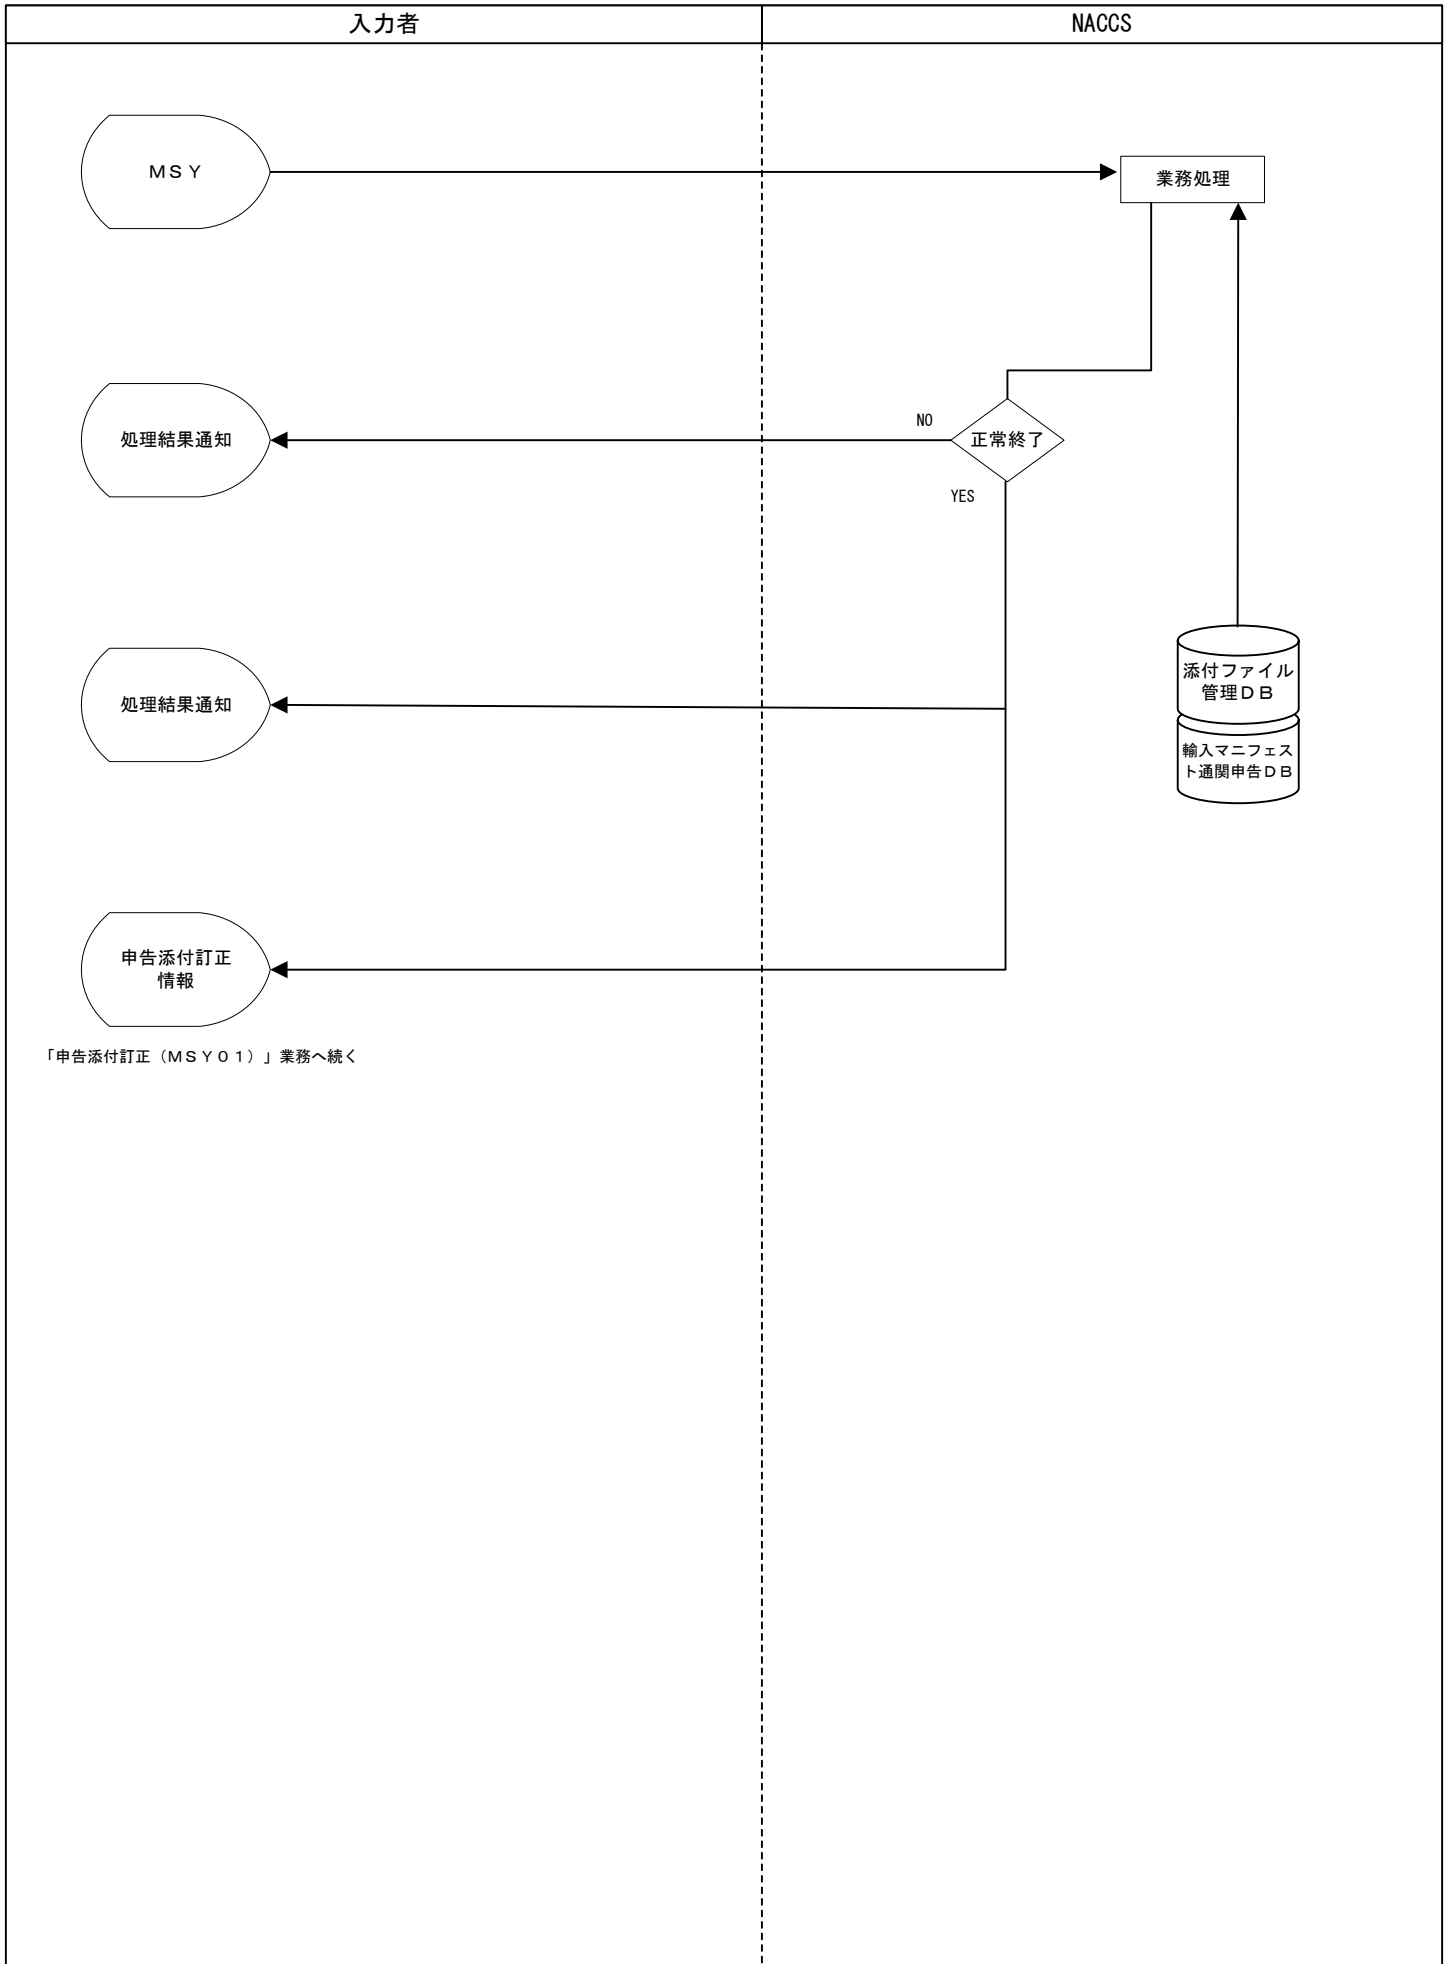 入力者
NACCS
ＭＳＹ
業務処理
NO
正常終了
処理結果通知
YES
添付ファイル
管理ＤＢ
処理結果通知
輸入マニフェス
ト通関申告ＤＢ
申告添付訂正
情報
「申告添付訂正（ＭＳＹ０１）」業務へ続く